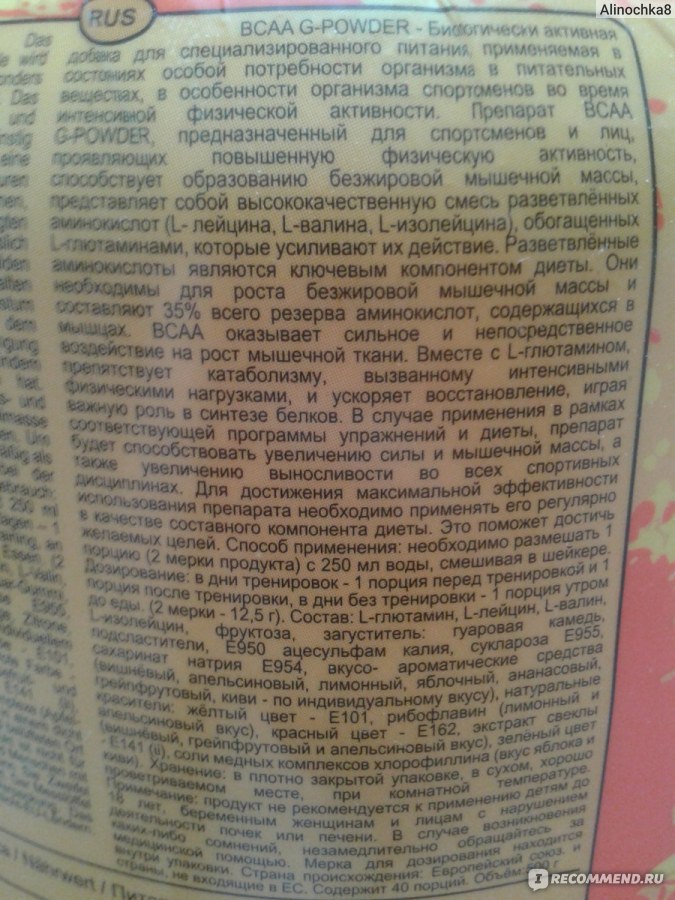 Alinochka8
RUS
BCAA G-POWDER - Биологически активная
добавка для специализированного питания, применяемая в
состояниях особой потребности организма в питательных
веществах, в особенности организма спортсменов во время
интенсивной физической активности. Препарат BCAA
G-POWDER, предназначенный для спортсменов и лиц,
проявляющих повышенную физическую активность,
способствует образованию безжировой мышечной массы,
представляет собой высококачественную смесь разветвлённых
аминокислот (L- лейцина, L-валина, L-изолейцина), обогащенных
L-глютаминами, которые усиливают их действие. Разветвлённые
аминокислоты являются ключевым компонентом диеты. Они
необходимы для роста безжировой мышечной массы и
составляют 35% всего резерва аминокислот, содержащихся в
мышцах. BCAA оказывает сильное и непосредственное
воздействие на рост мышечной ткани. Вместе с L-глютамином,
препятствует катаболизму, вызванному интенсивными
физическими нагрузками, и ускоряет восстановление, играя
важную роль в синтезе белков. В случае применения в рамках
соответствующей программы упражнений и диеты, препарат
будет способствовать увеличению силы и мышечной массы, а
также увеличению выносливости во всех спортивных
дисциплинах. Для достижения максимальной эффективности
использования препарата необходимо применять его регулярно
в качестве составного компонента диеты. Это поможет достичь
желаемых целей. Способ применения: необходимо размешать 1
порцию (2 мерки продукта) с 250 мл воды, смешивая в шейкере.
Дозирование: в дни тренировок - 1 порция перед тренировкой и 1
порция после тренировки, в дни без тренировки - 1 порция утром
до еды. (2 мерки - 12,5 г). Состав: L-глютамин, L-лейцин, L-валин,
L-изолейцин, фруктоза, загуститель: гуаровая камедь,
подсластители, E950 ацесульфам калия, суклароза E955,
сахаринат натрия E954, вкусо- ароматические средства
(вишнёвый, апельсиновый, лимонный, яблочный, ананасовый,
грейпфрутовый, киви - по индивидуальному вкусу), натуральные
красители: жёлтый цвет - E101, рибофлавин (лимонный и
апельсиновый вкус), красный цвет - E162, экстракт свеклы
(вишнёвый, грейпфрутовый и апельсиновый вкус), зелёный цвет
-E141 (ii), соли медных комплексов хлорофиллина (вкус яблока и
киви). Хранение: в плотно закрытой упаковке, в сухом, хорошо
проветриваемом месте, при комнатной температуре.
Примечание: продукт не рекомендуется к применению детям до
18 лет, беременным женщинам и лицам с нарушением
деятельности почек или печени. В случае возникновения
каких-либо сомнений, незамедлительно обращайтесь за
медицинской помощью. Мерка для дозирования находится
внутри упаковки. Страна происхождения: Европейский союз, и
страны, не входящие в ЕС. Содержит 40 порций. Объём 500 г
/ Nährwert /
IRECOMMEND.RU